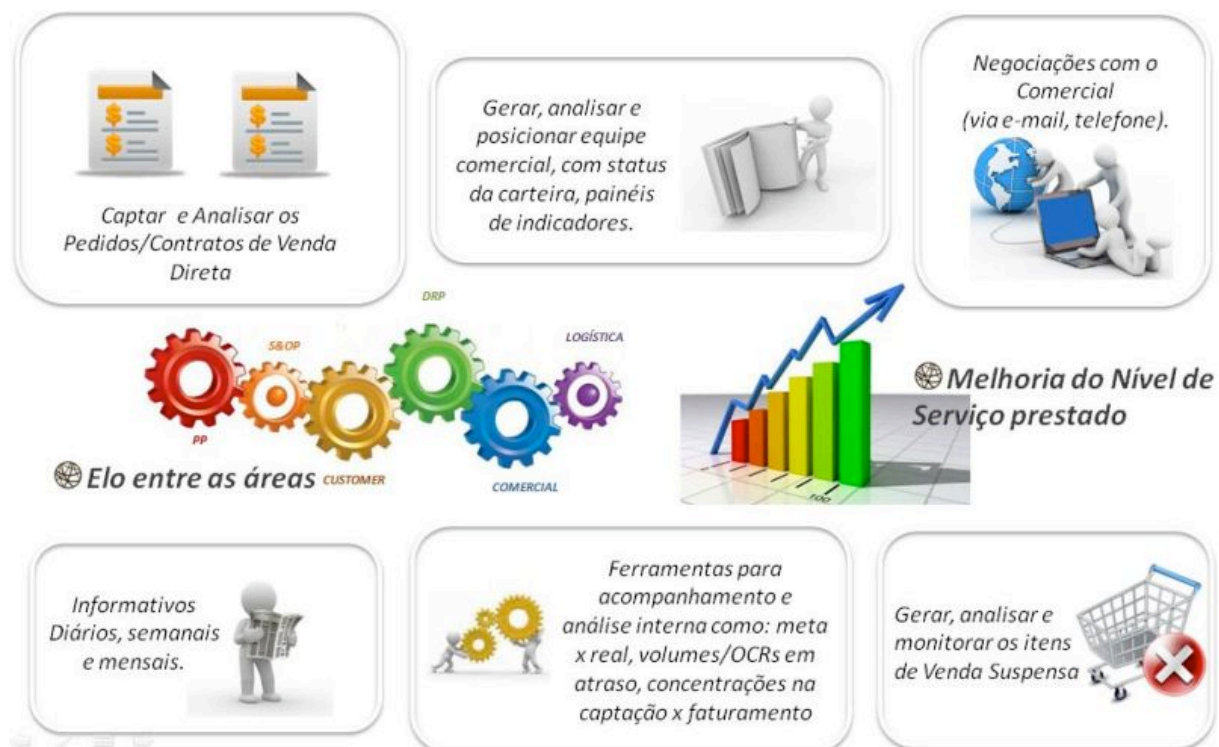 Captar e Analisar os
Pedidos/Contratos de Venda
Direta
Gerar, analisar e
posicionar equipe
comercial, com status
da carteira, painéis
de indicadores.
Negociações com o
Comercial
(via e-mail, telefone).
DRP
S&OP
LOGÍSTICA
PP
CUSTOMER
COMERCIAL
Elo entre as áreas
100
Melhoria do Nível de
Serviço prestado
Informativos
Diários, semanais
e mensais.
Ferramentas para
acompanhamento e
análise interna como: meta
x real, volumes/OCRs em
atraso, concentrações na
captação x faturamento
Gerar, analisar e
monitorar os itens
de Venda Suspensa